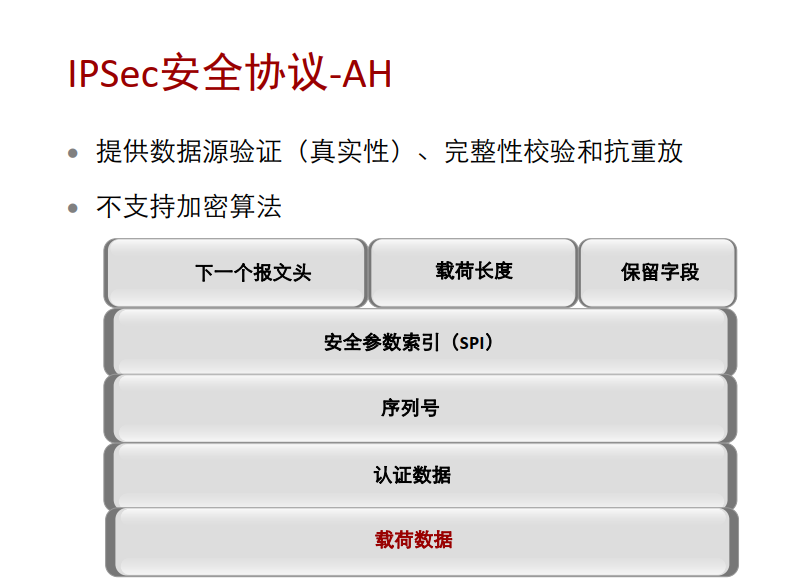 IPSec安全协议-AH
提供数据源验证（真实性）、完整性校验和抗重放
不支持加密算法
下一个报文头 载荷长度 保留字段
安全参数索引（SPI）
序列号
认证数据
载荷数据